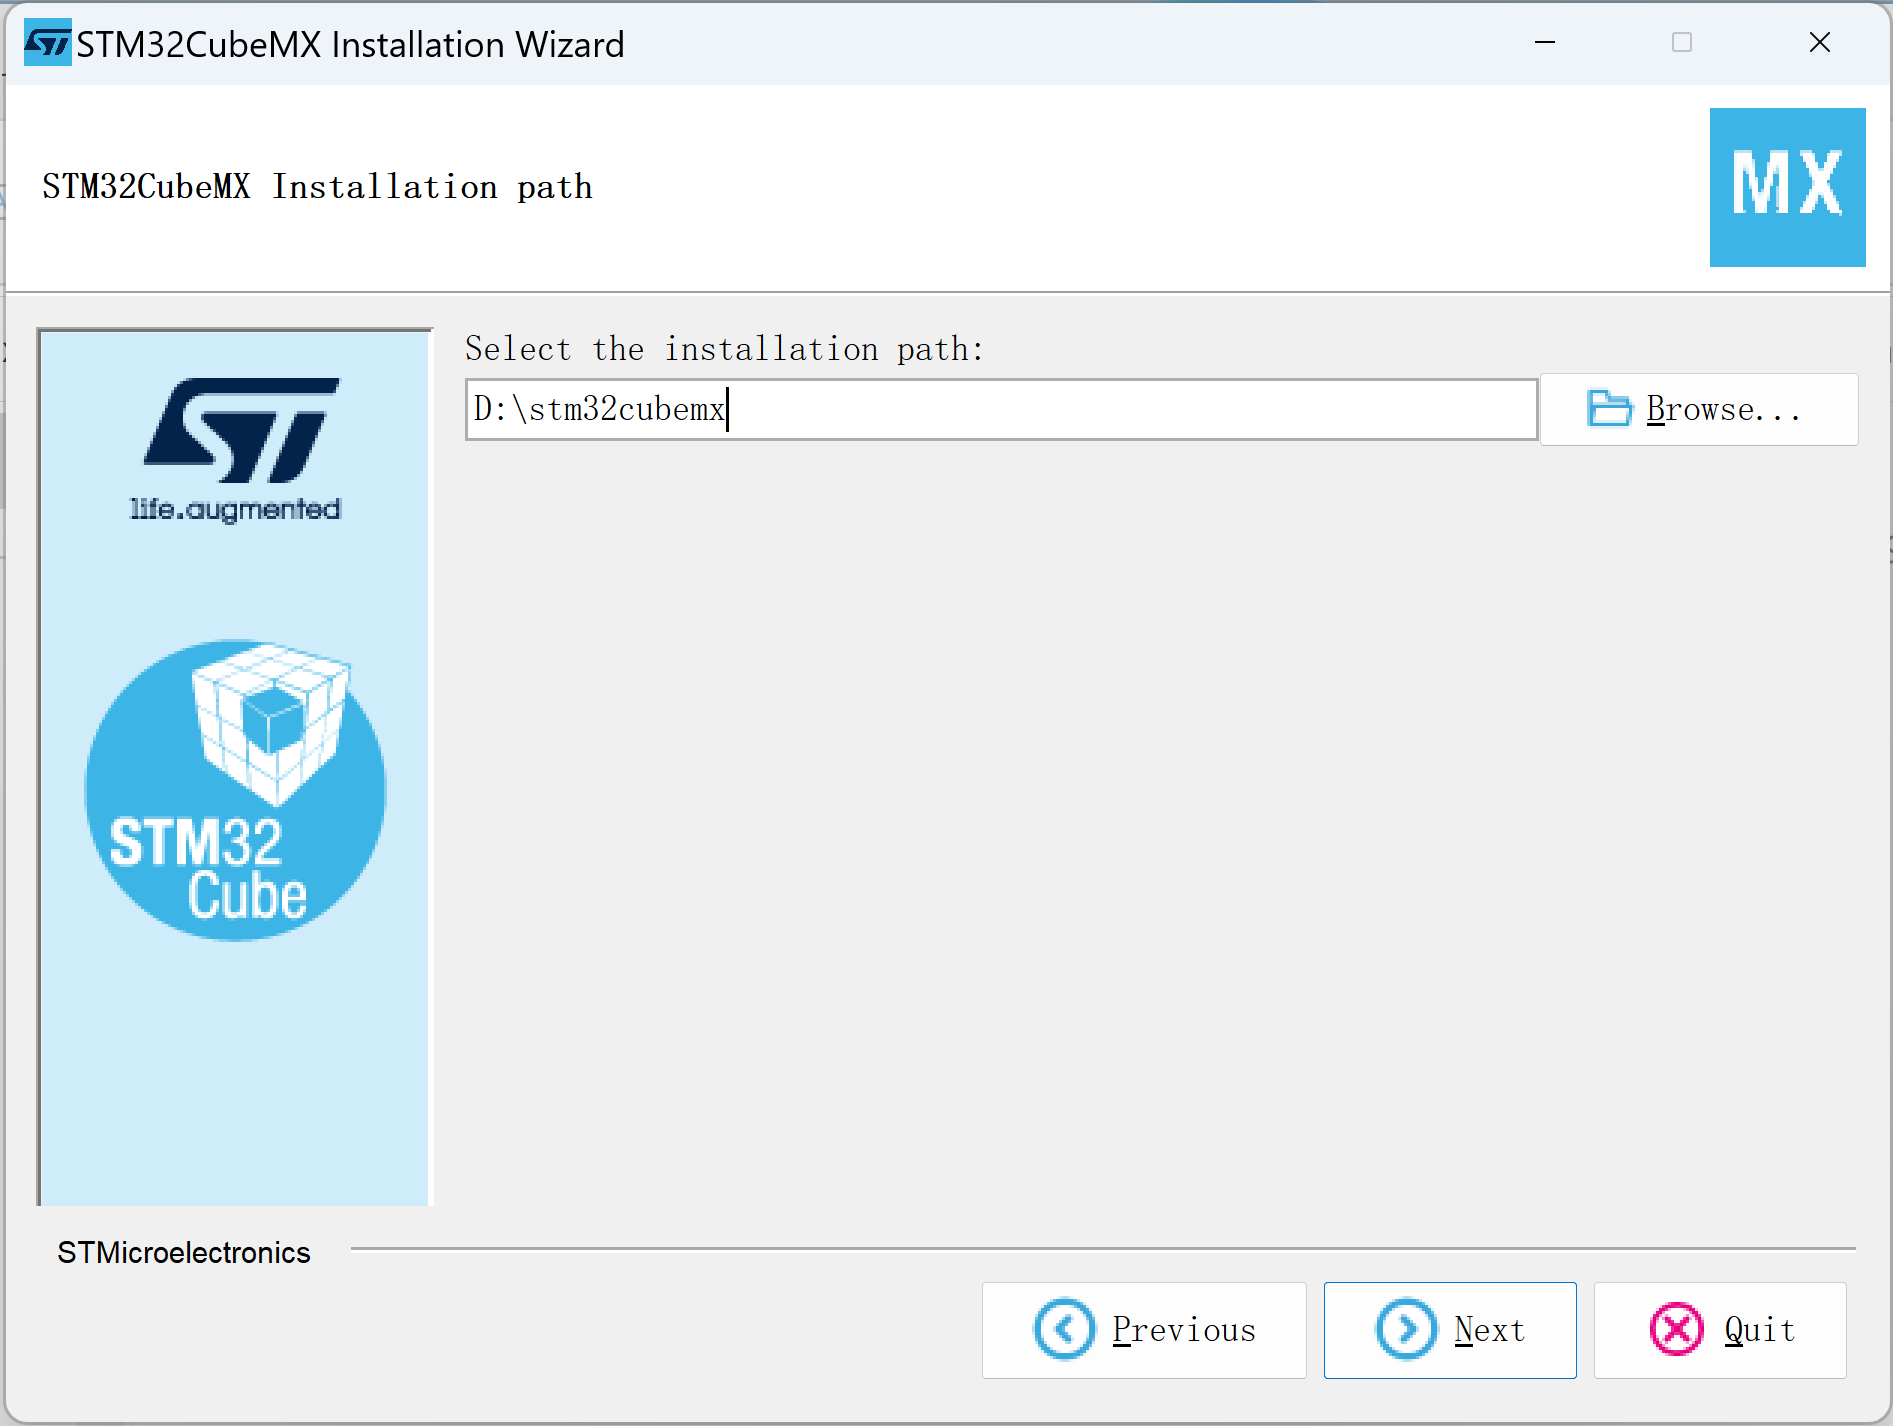 STM32CubeMX Installation Wizard
STM32CubeMX Installation path
MX
Select the installation path:
D:\stm32cubemx
Browse...
ST
life.augmented
STM32
Cube
STMicroelectronics
Previous
Next
Quit